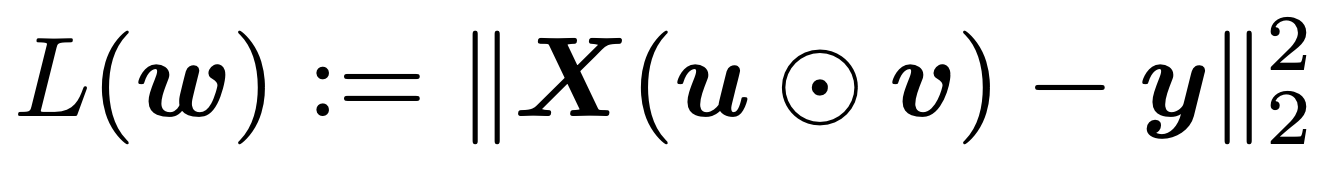 L(w) := ‖X(u ⊙ v) − y‖₂²